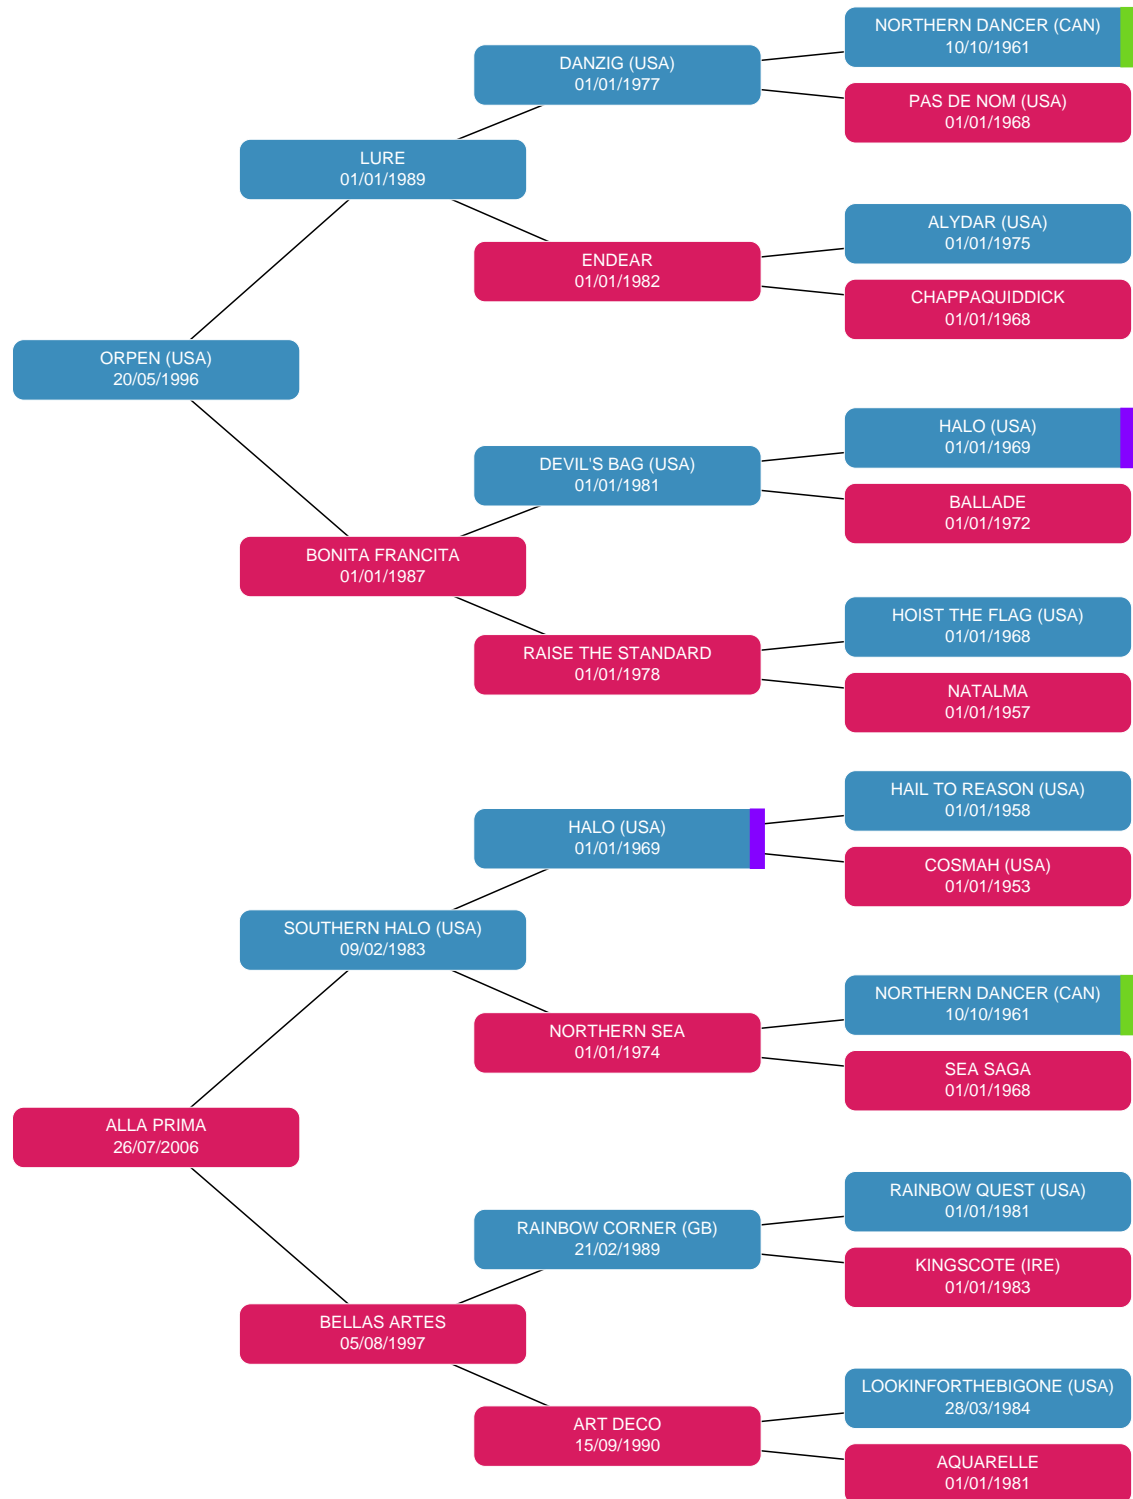 NORTHERN DANCER (CAN)
10/10/1961
DANZIG (USA)
01/01/1977
PAS DE NOM (USA)
01/01/1968
LURE
01/01/1989
ALYDAR (USA)
01/01/1975
ENDEAR
01/01/1982
CHAPPAQUIDDICK
01/01/1968
ORPEN (USA)
20/05/1996
HALO (USA)
01/01/1969
DEVIL'S BAG (USA)
01/01/1981
BALLADE
01/01/1972
BONITA FRANCITA
01/01/1987
HOIST THE FLAG (USA)
01/01/1968
RAISE THE STANDARD
01/01/1978
NATALMA
01/01/1957
HAIL TO REASON (USA)
01/01/1958
HALO (USA)
01/01/1969
COSMAH (USA)
01/01/1953
SOUTHERN HALO (USA)
09/02/1983
NORTHERN DANCER (CAN)
10/10/1961
NORTHERN SEA
01/01/1974
SEA SAGA
01/01/1968
ALLA PRIMA
26/07/2006
RAINBOW QUEST (USA)
01/01/1981
RAINBOW CORNER (GB)
21/02/1989
KINGSCOTE (IRE)
01/01/1983
BELLAS ARTES
05/08/1997
LOOKINFORTHEBIGONE (USA)
28/03/1984
ART DECO
15/09/1990
AQUARELLE
01/01/1981